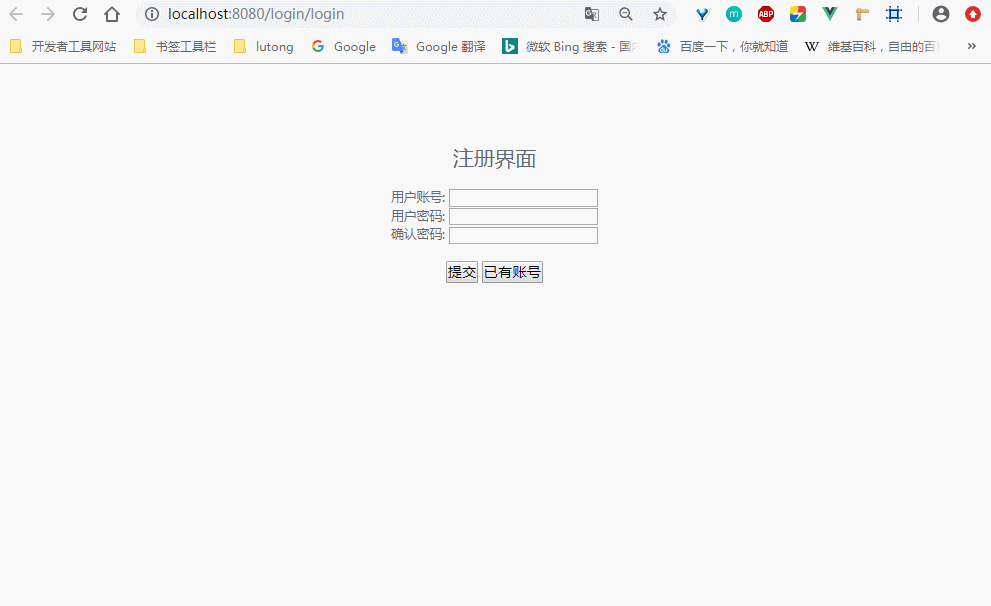 localhost:8080/login/login
m ABP
开发者工具网站 书签工具栏 lutong Google Google 翻译 微软 Bing 搜索 - 国 百度一下，你就知道 W 维基百科，自由的百 »
注册界面
用户账号:
用户密码:
确认密码:
提交 已有账号